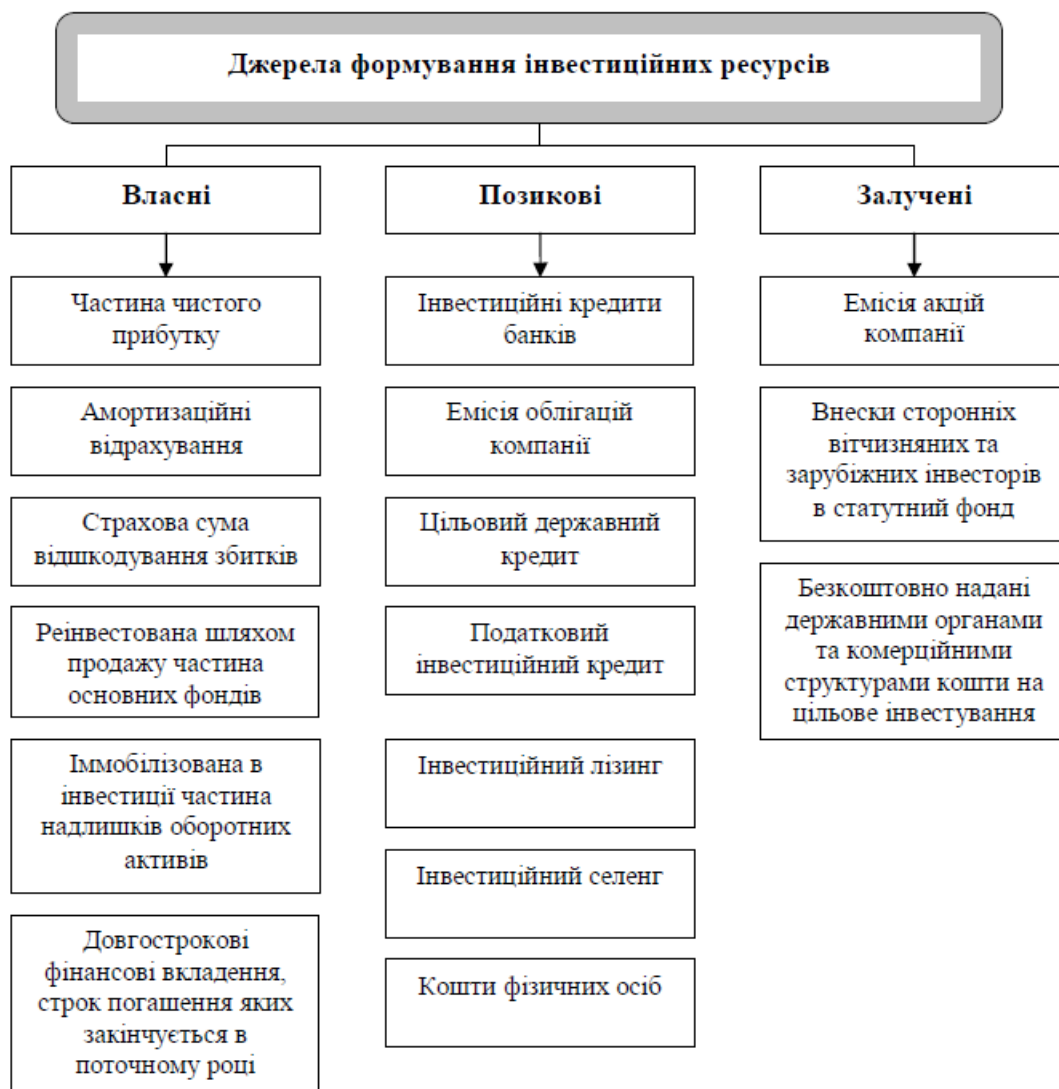 Джерела формування інвестиційних ресурсів
Власні
Частина чистого
прибутку
Амортизаційні
відрахування
Страхова сума
відшкодування збитків
Реінвестована шляхом
продажу частина
основних фондів
Іммобілізована в
інвестиції частина
надлишків оборотних
активів
Довгострокові
фінансові вкладення,
строк погашення яких
закінчується в
поточному році
Позикові
Інвестиційні кредити
банків
Емісія облігацій
компанії
Цільовий державний
кредит
Податковий
інвестиційний кредит
Інвестиційний лізинг
Інвестиційний селенг
Кошти фізичних осіб
Залучені
Емісія акцій
компанії
Внески сторонніх
вітчизняних та
зарубіжних інвесторів
в статутний фонд
Безкоштовно надані
державними органами
та комерційними
структурами кошти на
цільове інвестування